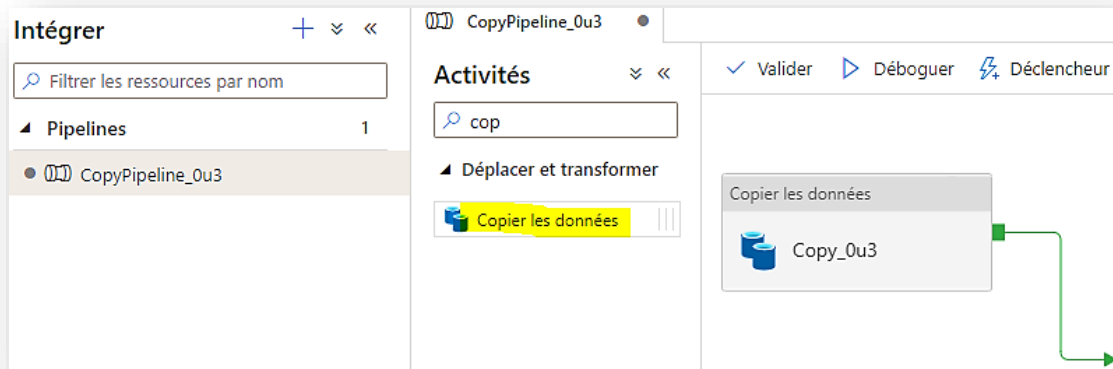 Intégrer
Filtrer les ressources par nom
Pipelines 1
CopyPipeline_0u3
CopyPipeline_0u3
Activités
cop
Déplacer et transformer
Copier les données
Valider Déboguer Déclencheur
Copier les données
Copy_0u3